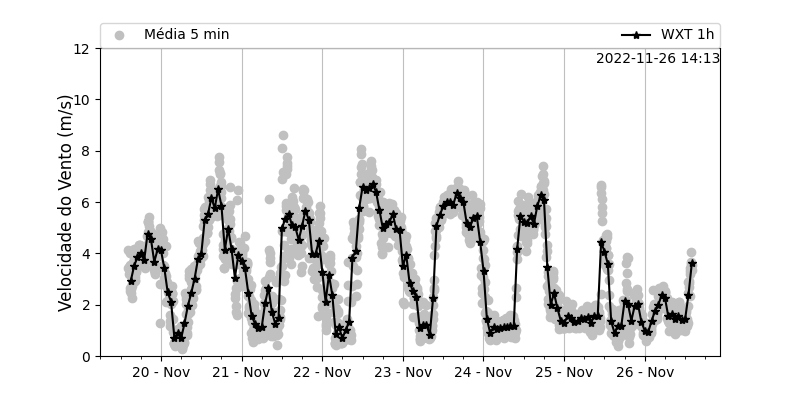 Média 5 min
WXT 1h
2022-11-26 14:13
Velocidade do Vento (m/s)
12
10
8
6
4
2
0
20 - Nov
21 - Nov
22 - Nov
23 - Nov
24 - Nov
25 - Nov
26 - Nov